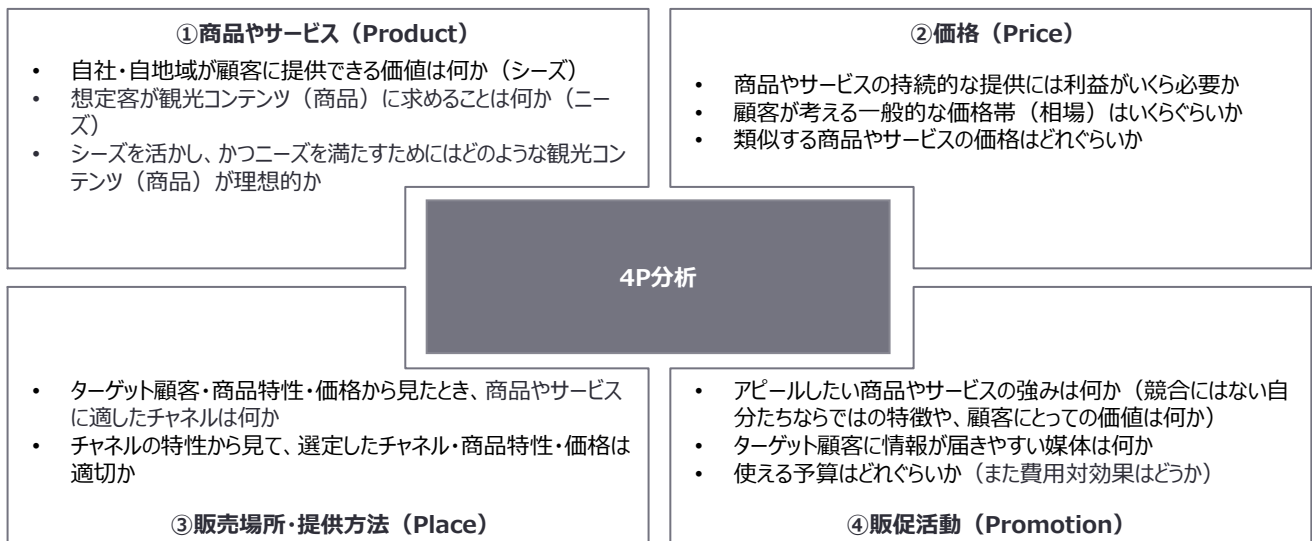 ①商品やサービス（Product）
• 自社・自地域が顧客に提供できる価値は何か（シーズ）
• 想定客が観光コンテンツ（商品）に求めることは何か（ニー
ズ）
• シーズを活かし、かつニーズを満たすためにはどのような観光コン
テンツ（商品）が理想的か
②価格（Price）
• 商品やサービスの持続的な提供には利益がいくら必要か
• 顧客が考える一般的な価格帯（相場）はいくらぐらいか
• 類似する商品やサービスの価格はどれぐらいか
4P分析
• ターゲット顧客・商品特性・価格から見たとき、商品やサービス
に適したチャネルは何か
• チャネルの特性から見て、選定したチャネル・商品特性・価格は
適切か
③販売場所・提供方法（Place）
• アピールしたい商品やサービスの強みは何か（競合にはない自
分たちならではの特徴や、顧客にとっての価値は何か）
• ターゲット顧客に情報が届きやすい媒体は何か
• 使える予算はどれぐらいか（また費用対効果はどうか）
④販促活動（Promotion）